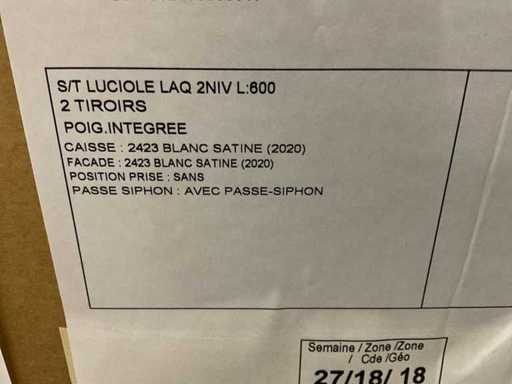 S/T LUCIOLE LAQ 2NIV L:600
2 TIROIRS
POIG.INTEGREE
CAISSE : 2423 BLANC SATINE (2020)
FACADE : 2423 BLANC SATINE (2020)
POSITION PRISE : SANS
PASSE SIPHON : AVEC PASSE-SIPHON
Semaine / Zone /Zone
/ Cde /Géo
27/18/ 18